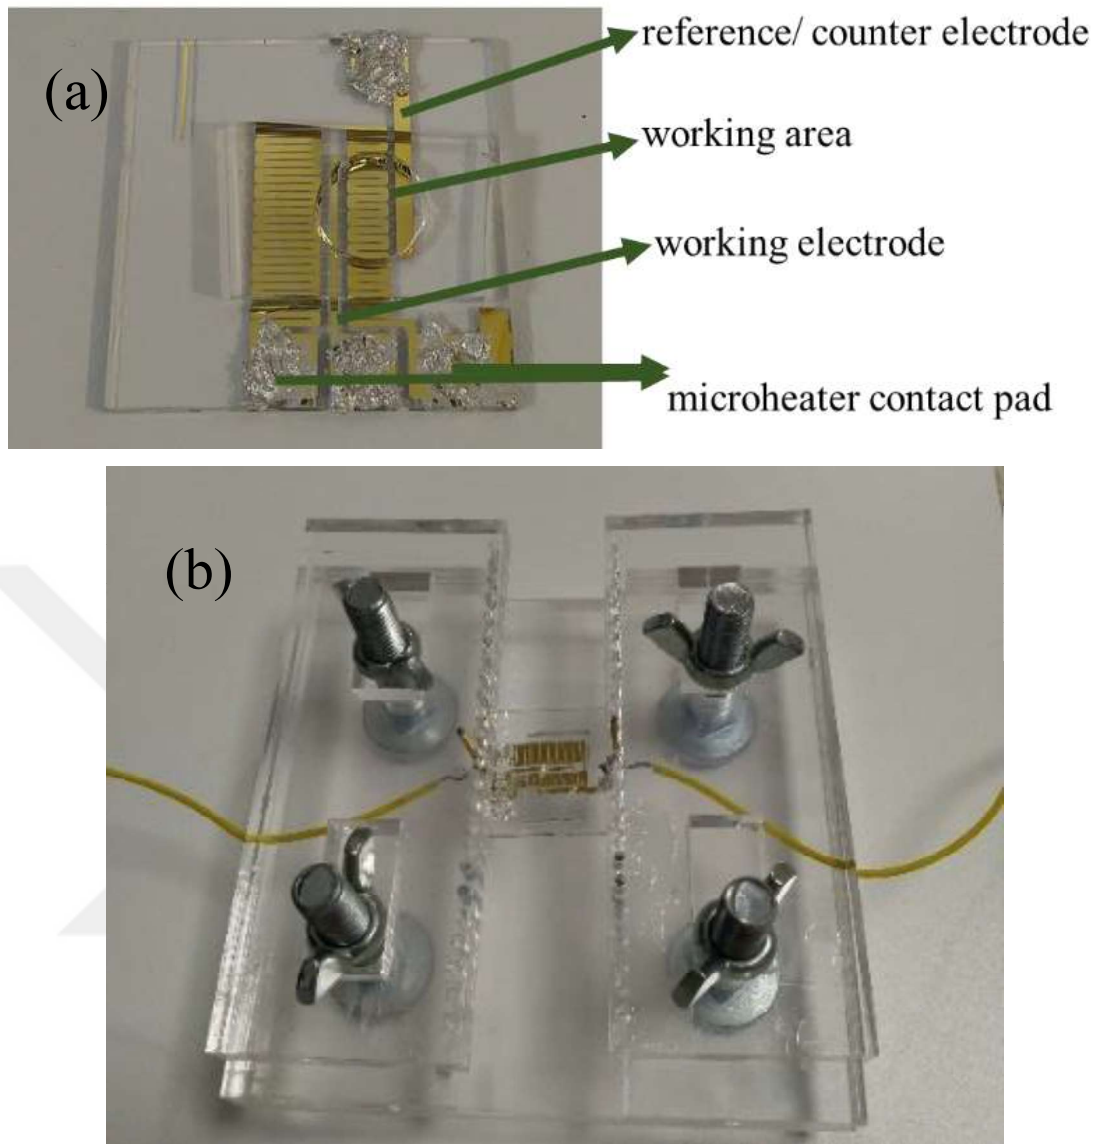 (a)
reference/ counter electrode
working area
working electrode
microheater contact pad
(b)